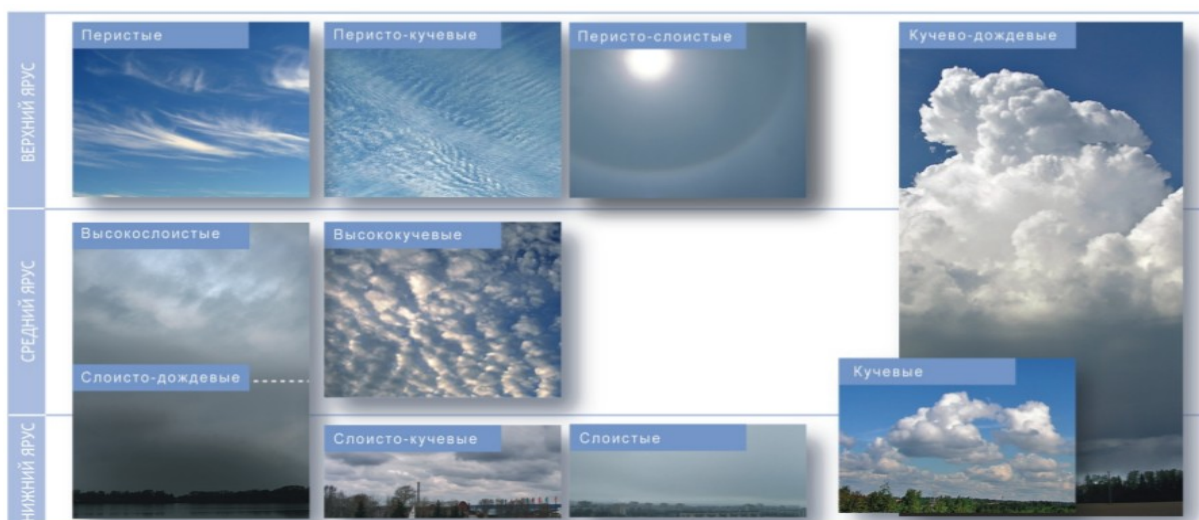 ВЕРХНИЙ ЯРУС
Перистые
Перисто-кучевые
Перисто-слоистые
Кучево-дождевые
СРЕДНИЙ ЯРУС
Высокослоистые
Высококучевые
Слоисто-дождевые
Кучевые
НИЖНИЙ ЯРУС
Слоисто-кучевые
Слоистые